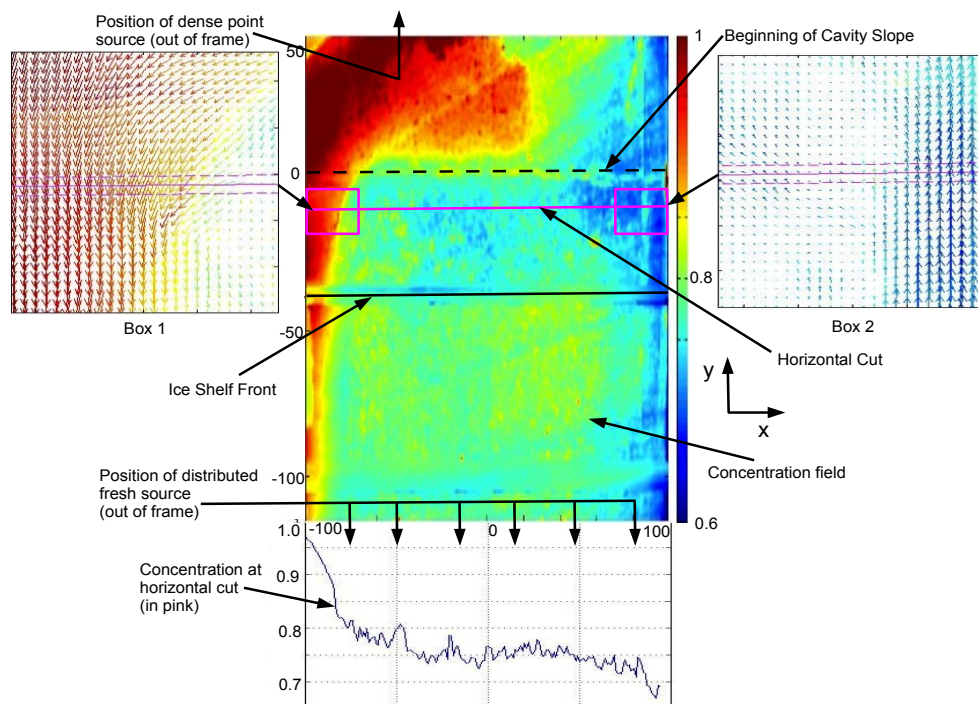 Position of dense point
source (out of frame)
Beginning of Cavity Slope
50
0
-50
-100
1
0.8
0.6
Box 1
Box 2
Ice Shelf Front
Horizontal Cut
y
x
Concentration field
Position of distributed
fresh source
(out of frame)
-100
0
100
1.0
0.9
0.8
0.7
Concentration at
horizontal cut
(in pink)